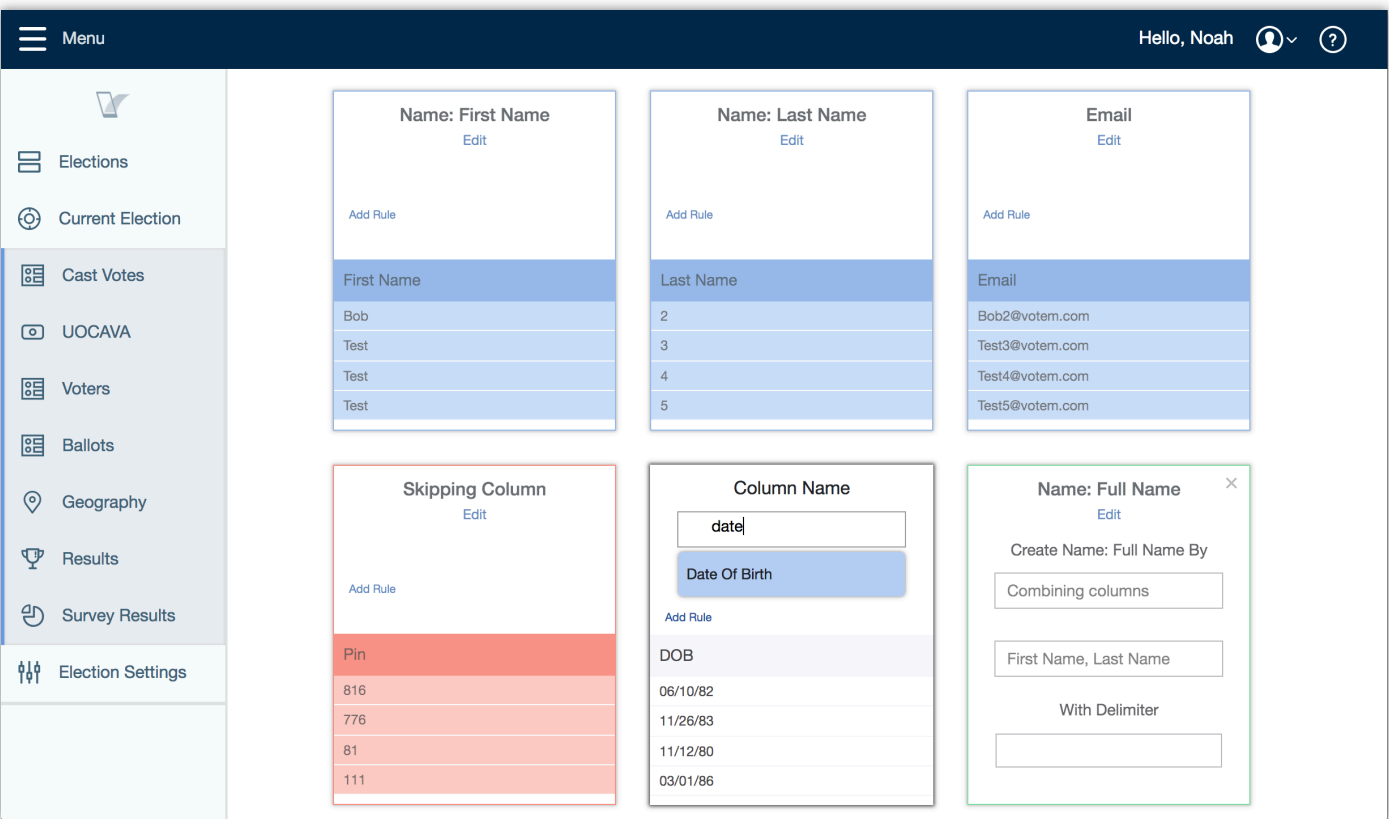 Menu
Hello, Noah
?
Elections
Current Election
Cast Votes
UOCAVA
Voters
Ballots
Geography
Results
Survey Results
Election Settings
Name: First Name
Edit
Add Rule
First Name
Bob
Test
Test
Test
Name: Last Name
Edit
Add Rule
Last Name
2
3
4
5
Email
Edit
Add Rule
Email
Bob2@votem.com
Test3@votem.com
Test4@votem.com
Test5@votem.com
Skipping Column
Edit
Add Rule
Pin
816
776
81
111
Column Name
date
Date Of Birth
Add Rule
DOB
06/10/82
11/26/83
11/12/80
03/01/86
Name: Full Name
Edit
Create Name: Full Name By
Combining columns
First Name, Last Name
With Delimiter